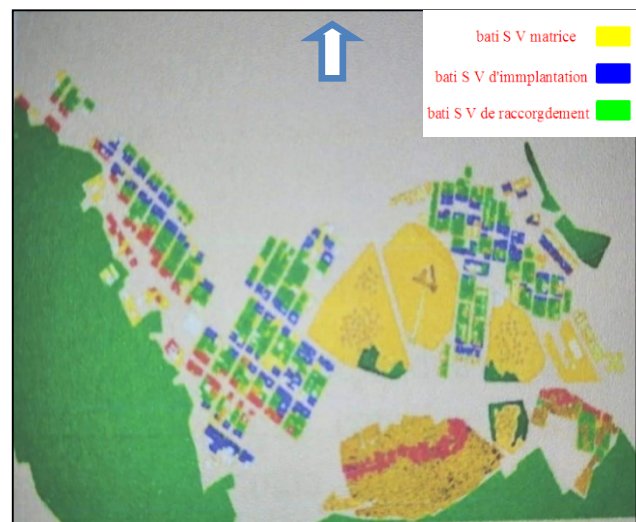 bati S V matrice
bati S V d'immplantation
bati S V de raccorgdement